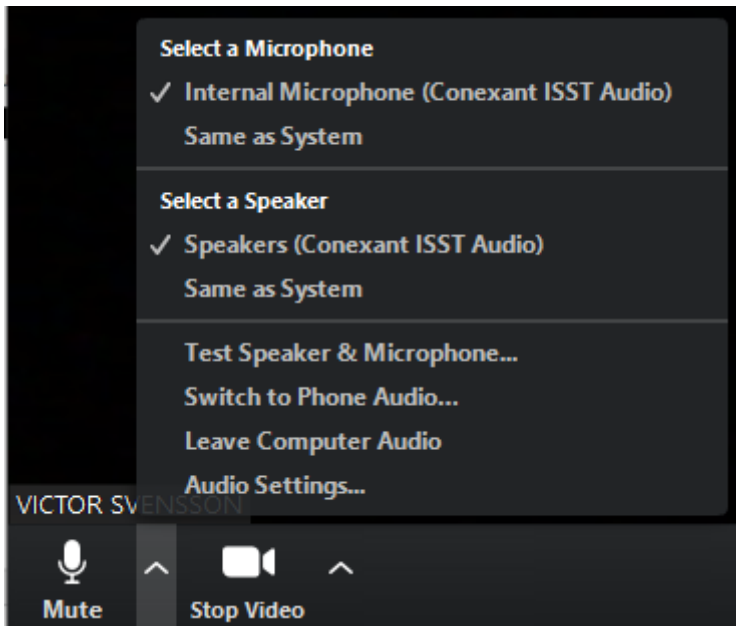 Select a Microphone
Internal Microphone (Conexant ISST Audio)
Same as System
Select a Speaker
Speakers (Conexant ISST Audio)
Same as System
Test Speaker & Microphone...
Switch to Phone Audio...
Leave Computer Audio
Audio Settings...
VICTOR SVENSSON
Mute
Stop Video